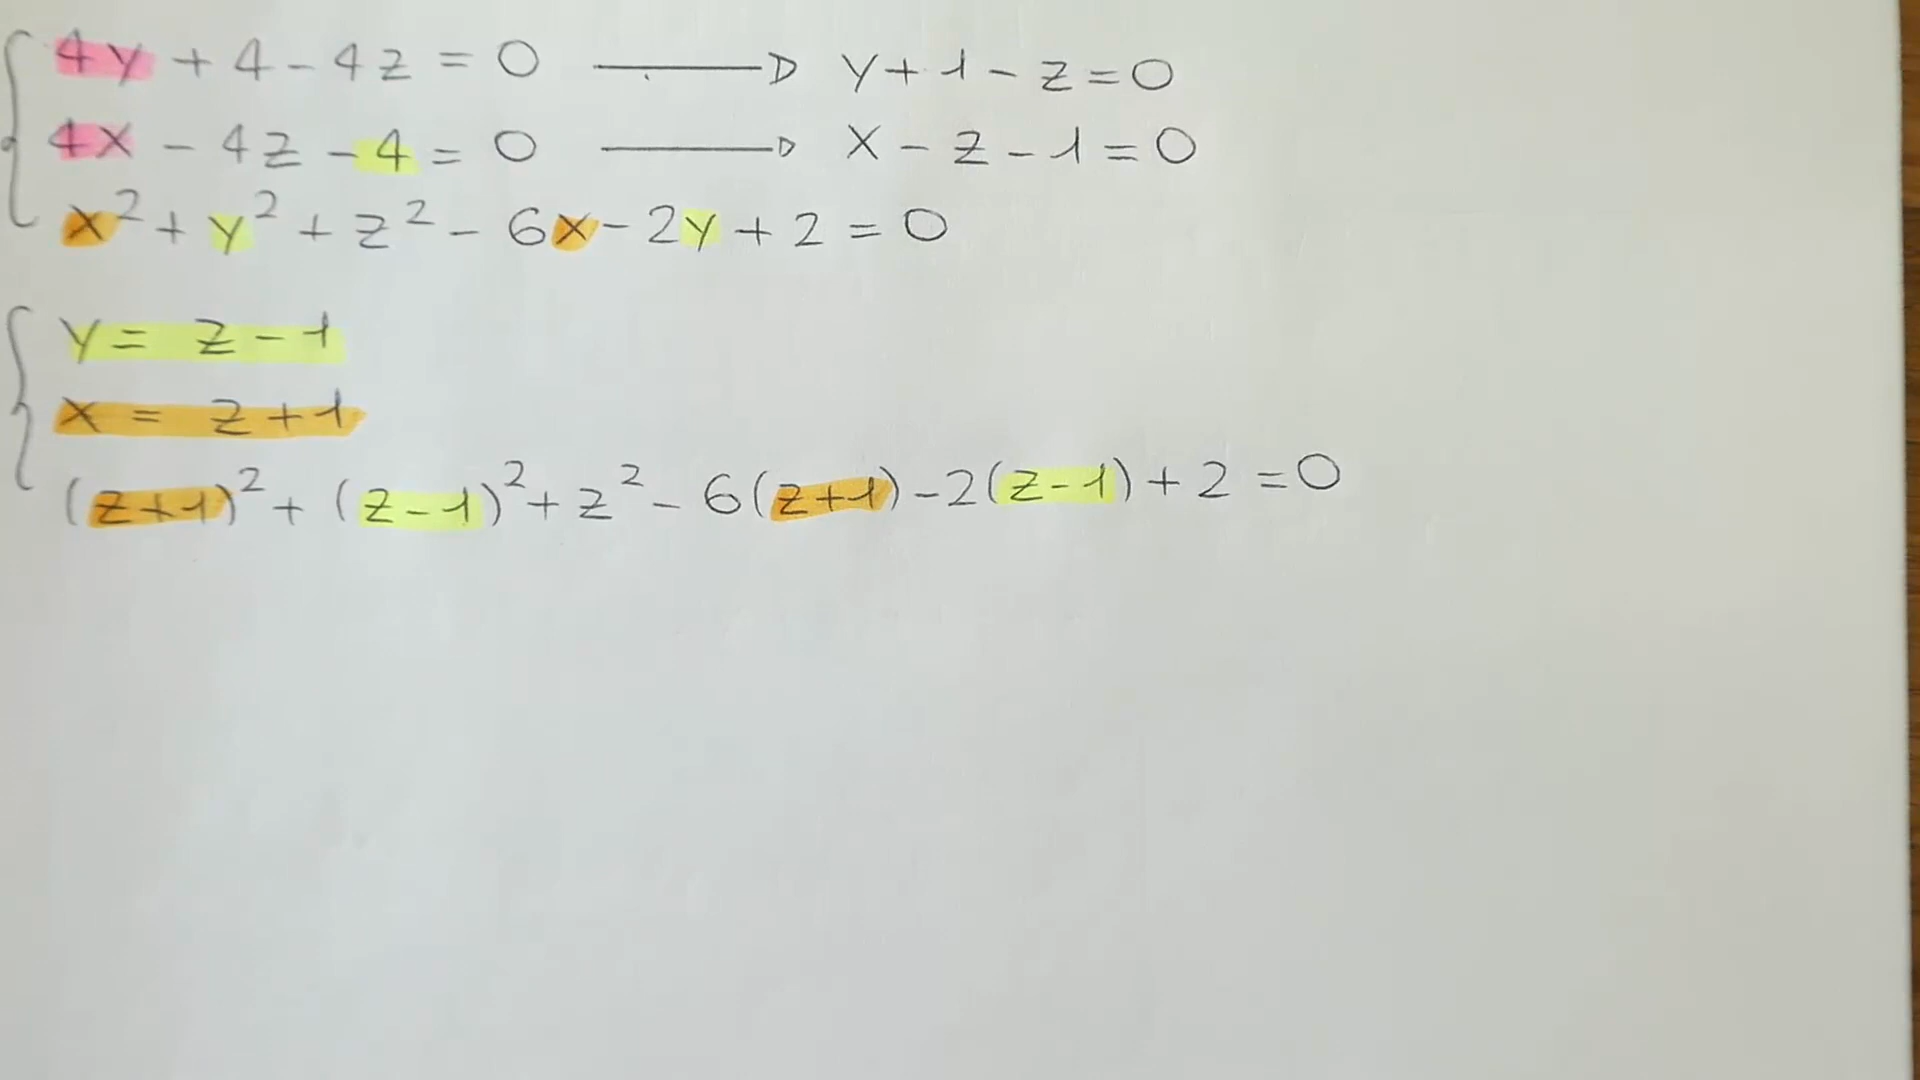 4y + 4 - 4z = 0 ⟶ y + 1 - z = 0
4x - 4z - 4 = 0 ⟶ x - z - 1 = 0
x² + y² + z² - 6x - 2y + 2 = 0
y = z - 1
x = z + 1
(z+1)² + (z-1)² + z² - 6(z+1) - 2(z-1) + 2 = 0